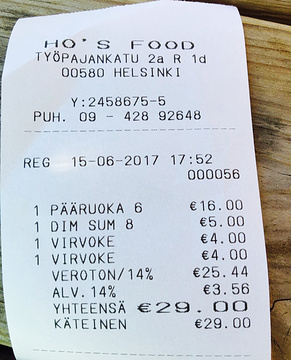 HO'S FOOD
TYÖPAJANKATU 2a R 1d
00580 HELSINKI
Y:2458675-5
PUH. 09 - 428 92648
REG 15-06-2017 17:52
000056
1 PÄÄRUOKA 6 €16.00
1 DIM SUM 8 €5.00
1 VIRVOKE €4.00
1 VIRVOKE €4.00
VEROTON/14% €25.44
ALV.14% €3.56
YHTEENSÄ €29.00
KÄTEINEN €29.00